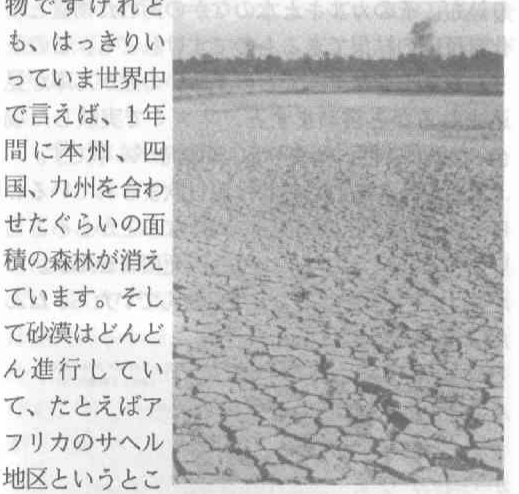 物ですけれど
も、はっきりい
っていま世界中
で言えば、1年
間に本州、四
国、九州を合わ
せたぐらいの面
積の森林が消え
ています。そし
て砂漠はどんど
ん進行してい
て、たとえばア
フリカのサヘル
地区というとこ